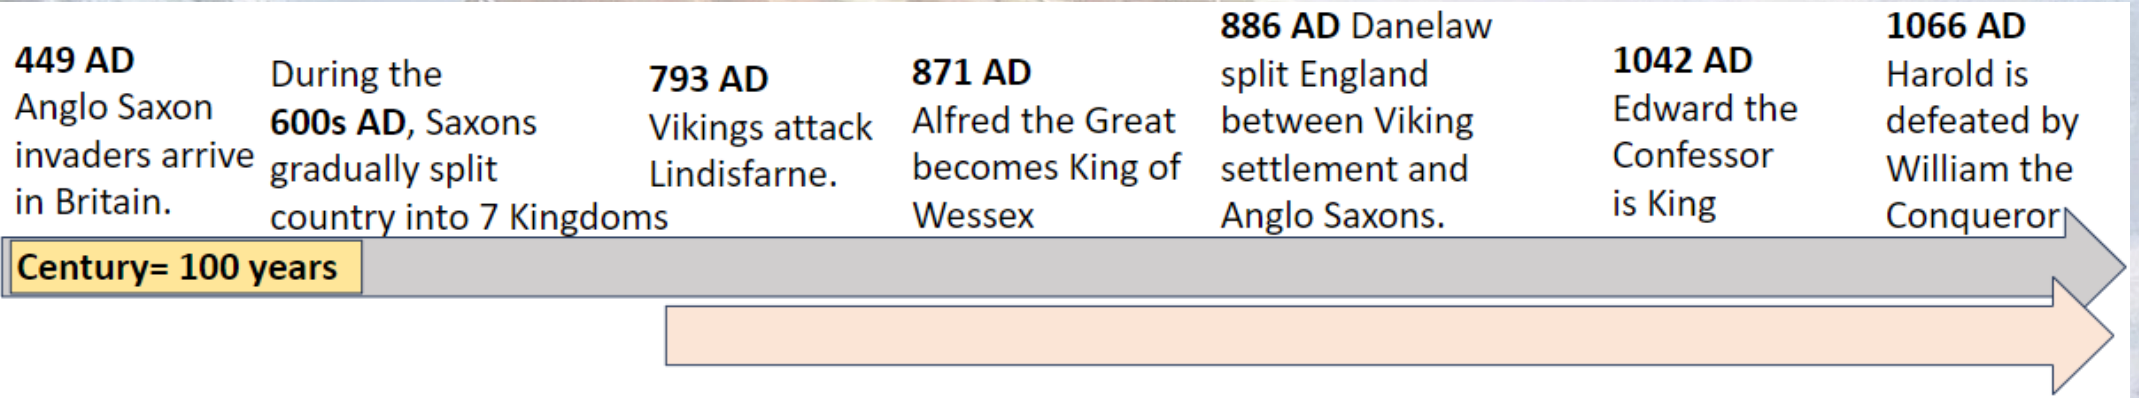 449 AD
Anglo Saxon
invaders arrive
in Britain.
During the
600s AD, Saxons
gradually split
country into 7 Kingdoms
793 AD
Vikings attack
Lindisfarne.
871 AD
Alfred the Great
becomes King of
Wessex
886 AD Danelaw
split England
between Viking
settlement and
Anglo Saxons.
1042 AD
Edward the
Confessor
is King
1066 AD
Harold is
defeated by
William the
Conqueror
Century= 100 years